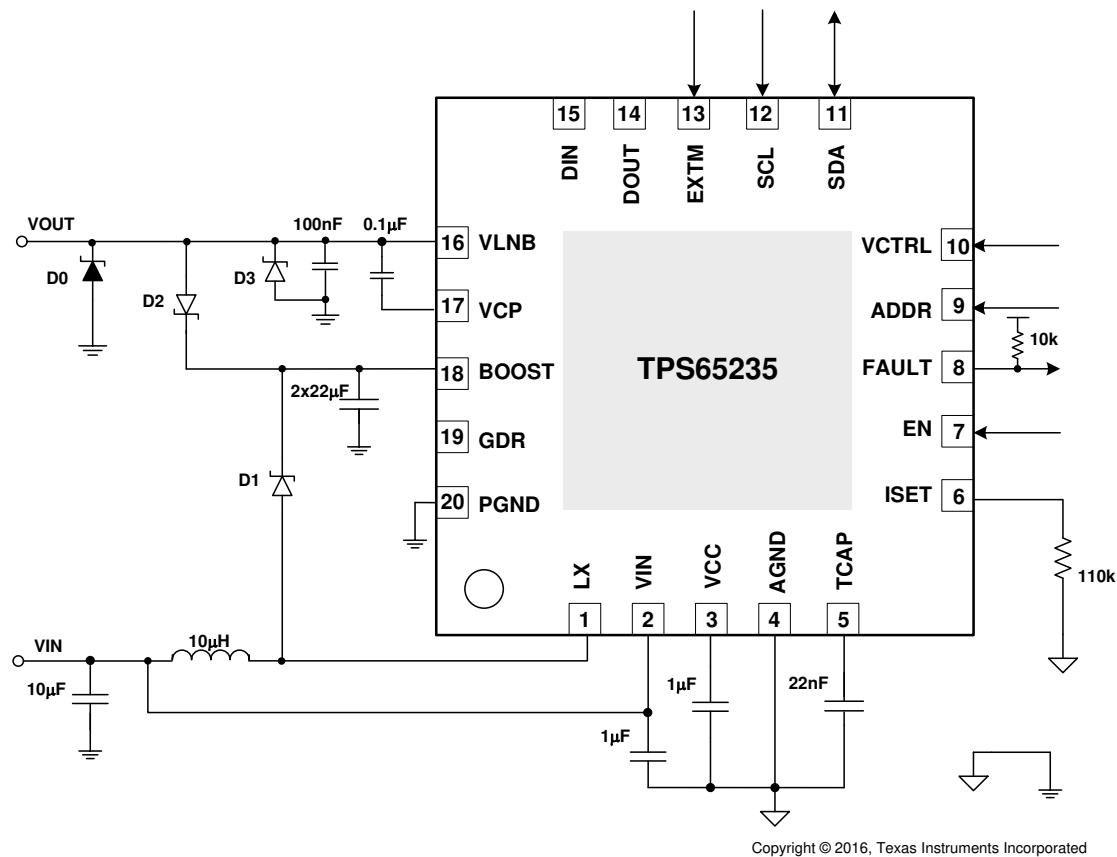 15
14
13
12
11
DIN
DOUT
EXTM
SCL
SDA
VOUT
100nF
0.1µF
16
VLNB
VCTRL
10
D0
D2
D3
17
VCP
ADDR
9
10k
18
BOOST
TPS65235
FAULT
8
2x22µF
19
GDR
EN
7
D1
20
PGND
ISET
6
LX
VIN
VCC
AGND
TCAP
110k
1
2
3
4
5
VIN
10µH
10µF
1µF
22nF
1µF
Copyright © 2016, Texas Instruments Incorporated